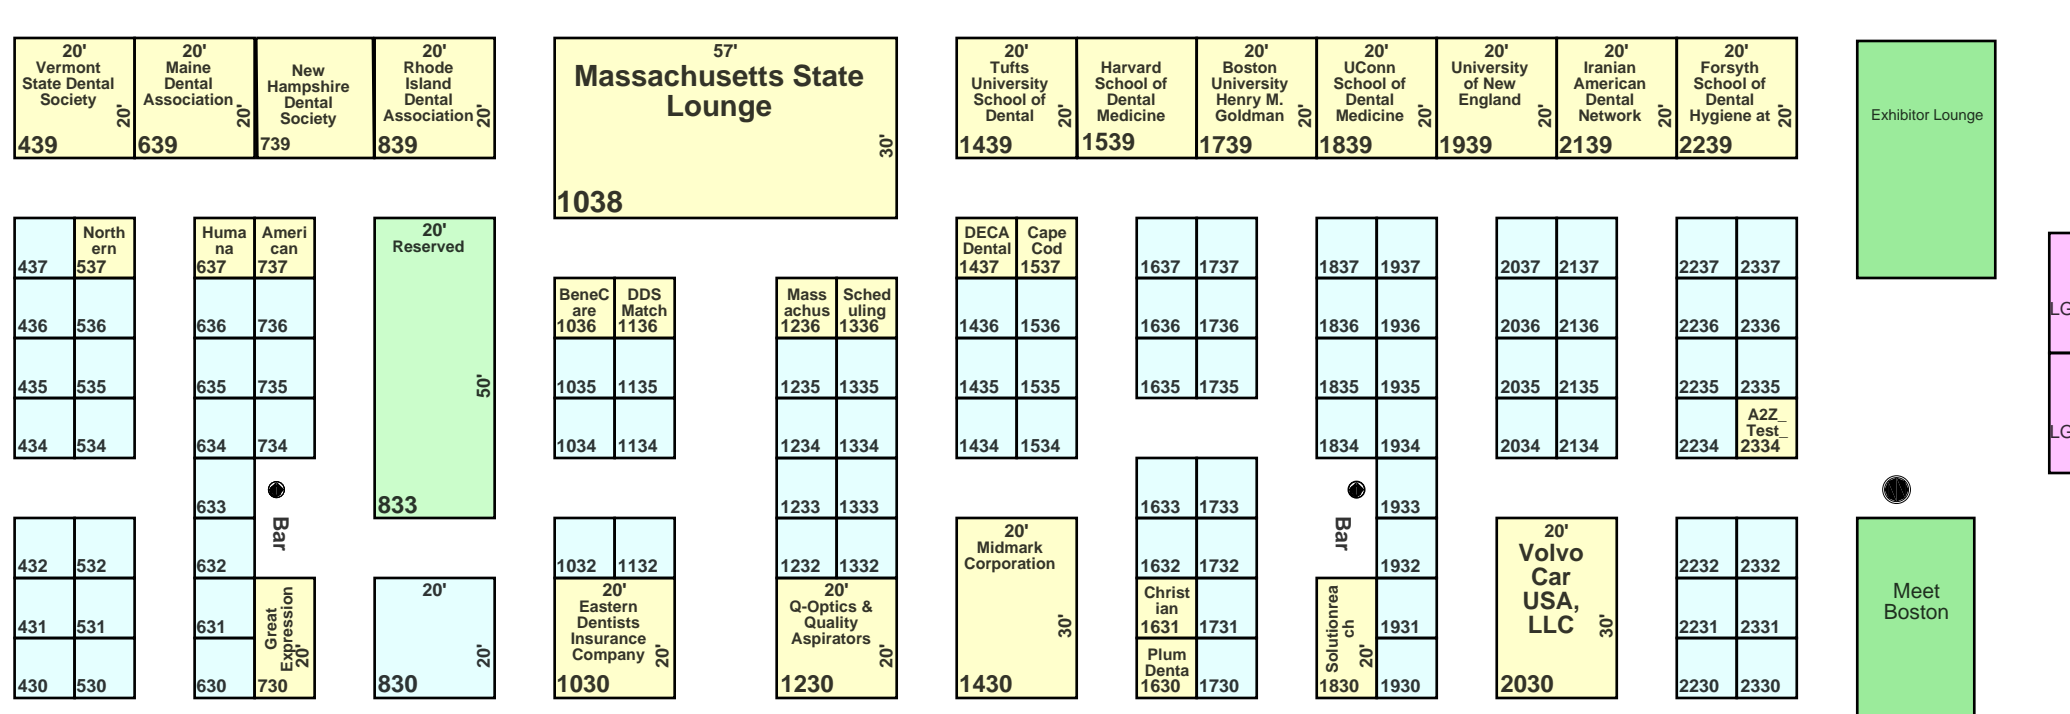 20'
Vermont
State Dental
Society
20'
439
20'
Maine
Dental
Association
20'
639
New
Hampshire
Dental
Society
739
20'
Rhode
Island
Dental
Association
20'
839
57'
Massachusetts State
Lounge
30'
1038
20'
Tufts
University
School of
Dental
20'
1439
Harvard
School of
Dental
Medicine
1539
20'
Boston
University
Henry M.
Goldman
20'
1739
20'
UConn
School of
Dental
Medicine
20'
1839
20'
University
of New
England
20'
1939
20'
Iranian
American
Dental
Network
20'
2139
20'
Forsyth
School of
Dental
Hygiene at
20'
2239
Exhibitor Lounge
437
North
ern
537
Huma
na
637
Ameri
can
737
20'
Reserved
50'
833
DECA
Dental
1437
Cape
Cod
1537
1637 1737
1837 1937
2037 2137
2237 2337
436 536
636 736
BeneC
are
1036
DDS
Match
1136
Mass
achus
1236
Sched
uling
1336
1436 1536
1636 1736
1836 1936
2036 2136
2236 2336
LG
435 535
635 735
1035 1135
1235 1335
1435 1535
1635 1735
1835 1935
2035 2135
2235 2335
434 534
634 734
1034 1134
1234 1334
1434 1534
1834 1934
2034 2134
2234
A2Z_
Test_
2334
LG
633
Bar
1233 1333
1633 1733
Bar
1933
432 532
632
1032 1132
1232 1332
1632 1732
1932
2232 2332
431 531
631
Great
Expression
20'
730
20'
20'
830
20'
Eastern
Dentists
Insurance
Company
20'
1030
20'
Q-Optics &
Quality
Aspirators
20'
1230
20'
Midmark
Corporation
30'
1430
Christ
ian
1631
1731
Solutionrea
ch
20'
1830
1931
20'
Volvo
Car
USA,
LLC
30'
2030
2231 2331
Meet
Boston
430 530
630
Plum
Denta
1630
1730
1930
2230 2330